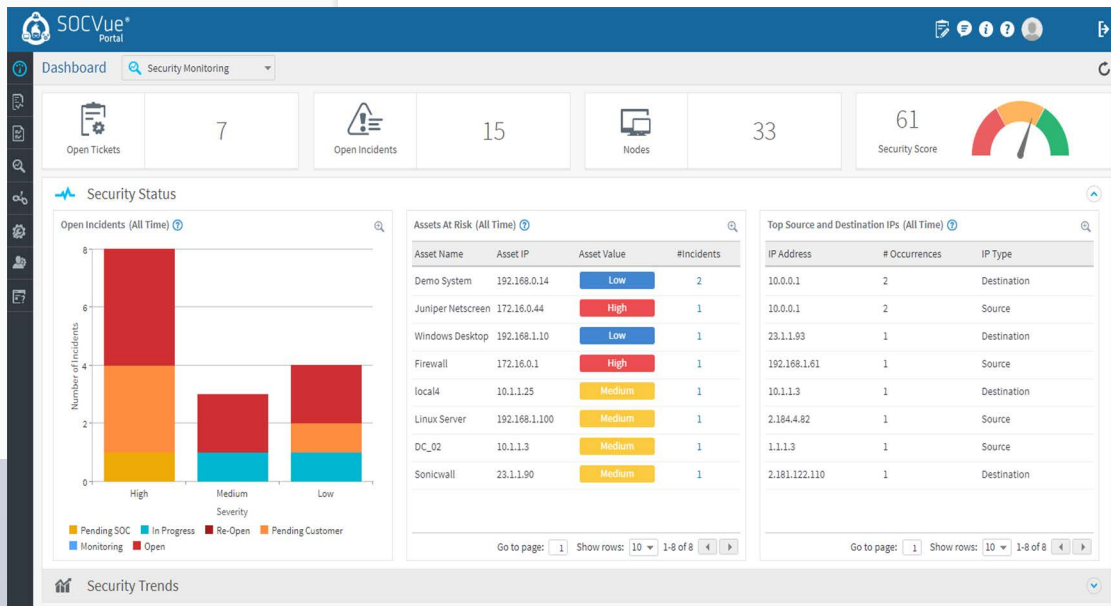 SOCVue®
Portal
Dashboard Security Monitoring
Open Tickets 7
Open Incidents 15
Nodes 33
61
Security Score
Security Status
Open Incidents (All Time)
Number of Incidents
8
6
4
2
0
High Medium Low
Severity
Pending SOC In Progress Re-Open Pending Customer
Monitoring Open
Assets At Risk (All Time)
Asset Name Asset IP Asset Value #Incidents
Demo System 192.168.0.14 Low 2
Juniper Netscreen 172.16.0.44 High 1
Windows Desktop 192.168.1.10 Low 1
Firewall 172.16.0.1 High 1
local4 10.1.1.25 Medium 1
Linux Server 192.168.1.100 Medium 1
DC_02 10.1.1.3 Medium 1
Sonicwall 23.1.1.90 Medium 1
Go to page: 1 Show rows: 10 1-8 of 8
Top Source and Destination IPs (All Time)
IP Address # Occurrences IP Type
10.0.0.1 2 Destination
10.0.0.1 2 Source
23.1.1.93 1 Destination
192.168.1.61 1 Source
10.1.1.3 1 Destination
2.184.4.82 1 Source
1.1.1.3 1 Source
2.181.122.110 1 Destination
Go to page: 1 Show rows: 10 1-8 of 8
Security Trends